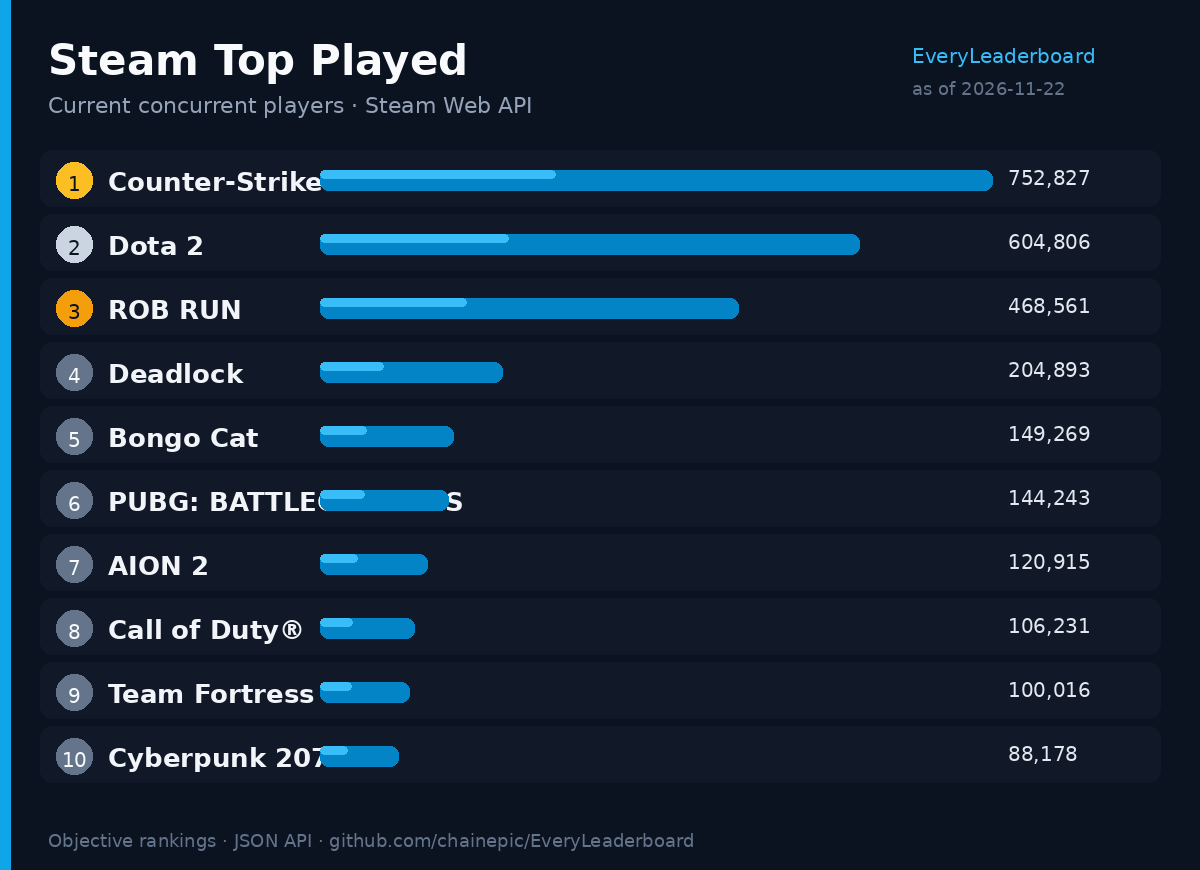 Steam Top Played
EveryLeaderboard
Current concurrent players · Steam Web API
as of 2026-11-22
1 Counter-Strike 752,827
2 Dota 2 604,806
3 ROB RUN 468,561
4 Deadlock 204,893
5 Bongo Cat 149,269
6 PUBG: 144,243
7 AION 2 120,915
8 Call of Duty® 106,231
9 Team Fortress 100,016
10 Cyberpunk 88,178
Objective rankings · JSON API · github.com/chainepic/EveryLeaderboard